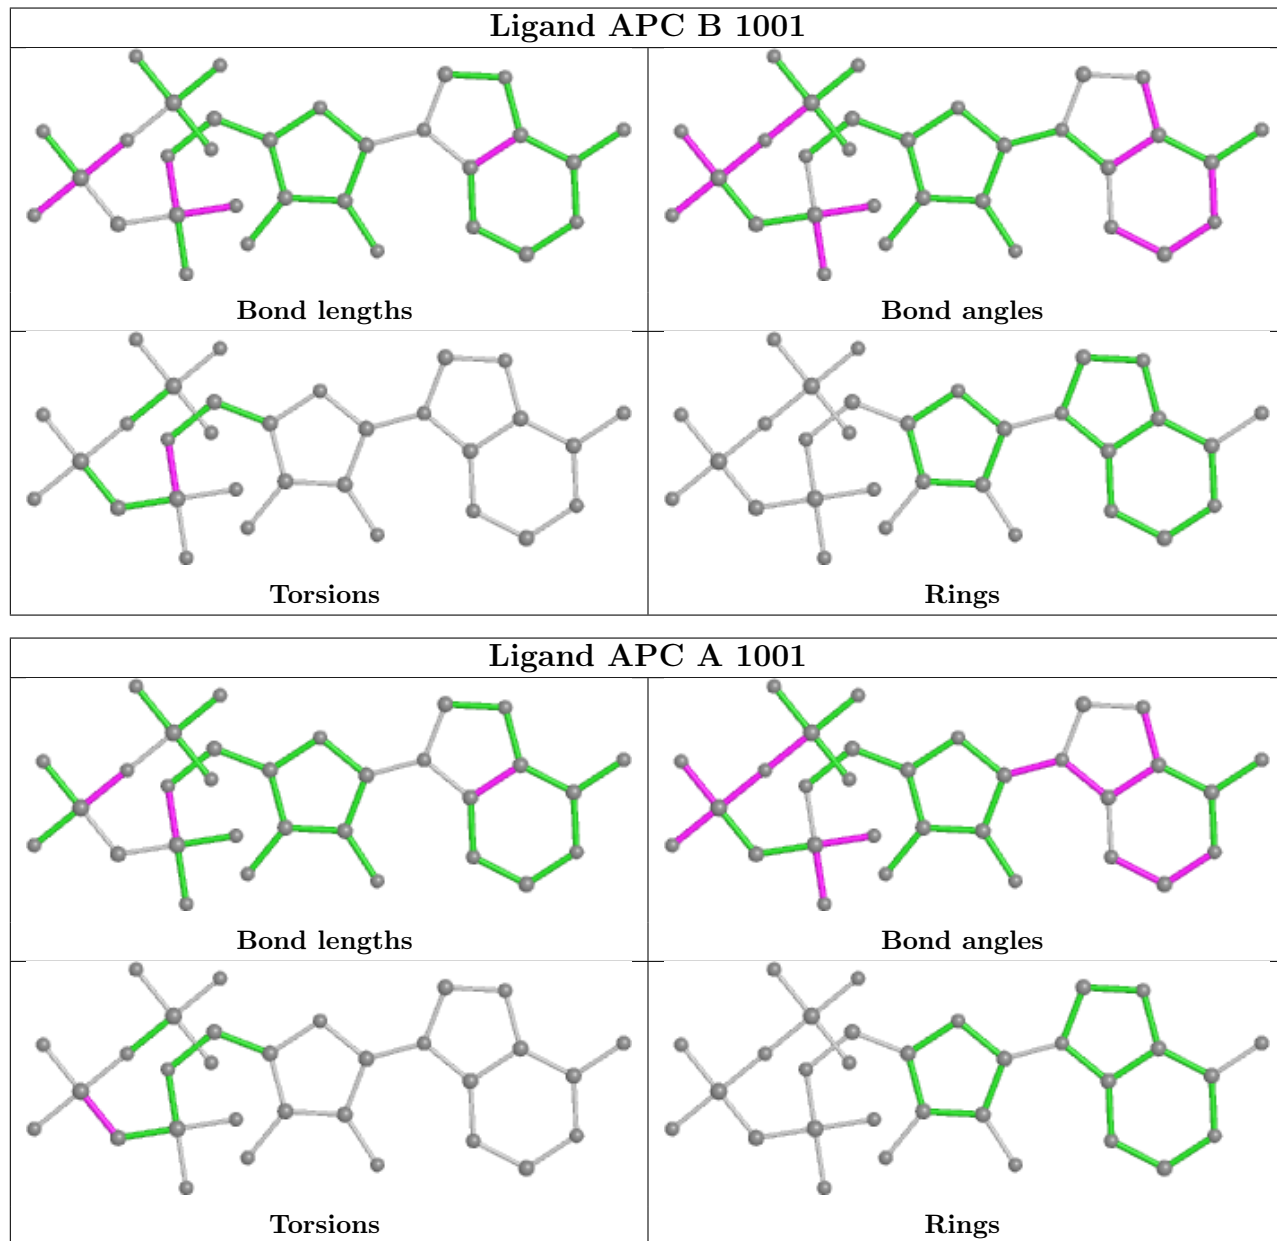 Ligand APC B 1001
Bond lengths
Bond angles
Torsions
Rings
Ligand APC A 1001
Bond lengths
Bond angles
Torsions
Rings